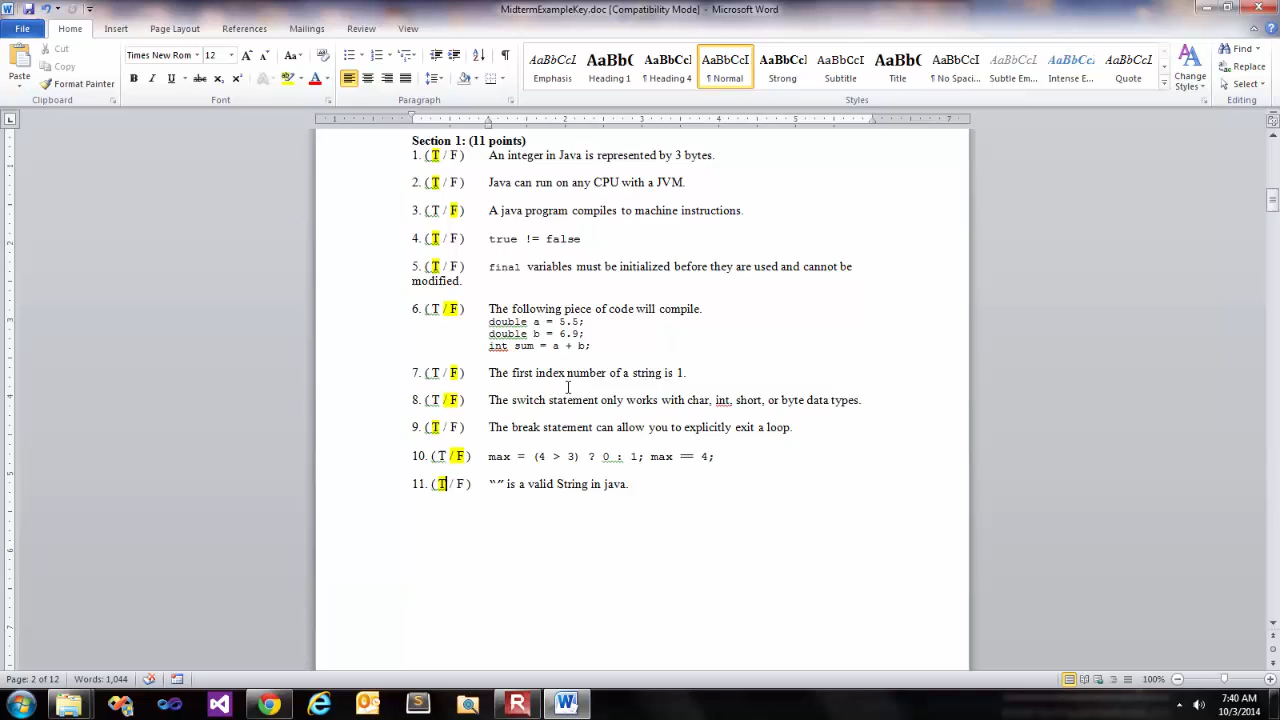 MidtermExampleKey.doc [Compatibility Mode] - Microsoft Word
File Home Insert Page Layout References Mailings Review View
Paste
Cut
Copy
Format Painter
Clipboard
Times New Rom 12
Font
Paragraph
AaBbCcI AaBbC AaBbCc AaBbCcI AaBbCc AaBbCcI AaBb( AaBbCcI AaBbCcI AaBbCcI AaBbCcI
Emphasis Heading 1 ¶ Heading 4 ¶ Normal Strong Subtitle Title ¶ No Spaci... Subtle Em... Intense E... Quote
Styles
Change Styles
Find
Replace
Select
Editing
Section 1: (11 points)
1. ( T / F ) An integer in Java is represented by 3 bytes.
2. ( T / F ) Java can run on any CPU with a JVM.
3. ( T / F ) A java program compiles to machine instructions.
4. ( T / F ) true != false
5. ( T / F ) final variables must be initialized before they are used and cannot be
modified.
6. ( T / F ) The following piece of code will compile.
double a = 5.5;
double b = 6.9;
int sum = a + b;
7. ( T / F ) The first index number of a string is 1.
8. ( T / F ) The switch statement only works with char, int, short, or byte data types.
9. ( T / F ) The break statement can allow you to explicitly exit a loop.
10. ( T / F ) max = (4 > 3) ? 0 : 1; max == 4;
11. ( T / F ) “” is a valid String in java.
Page: 2 of 12 Words: 1,044 100%
7:40 AM
10/3/2014